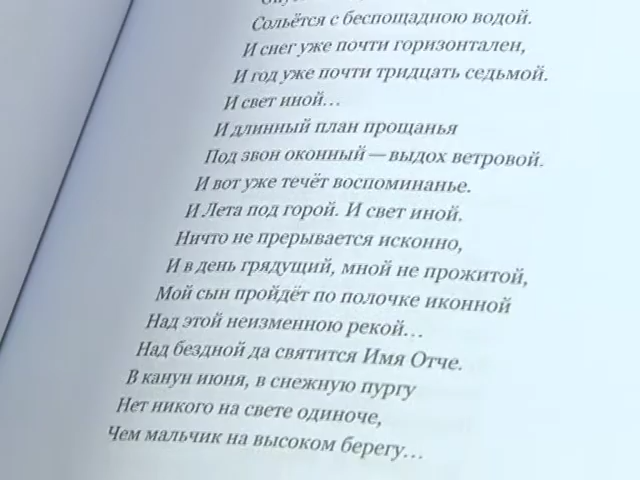 Сольётся с беспощадною водой.
И снег уже почти горизонтален,
И год уже почти тридцать седьмой.
И свет иной…
И длинный план прощанья
Под звон оконный — выдох ветровой.
И вот уже течёт воспоминанье.
И Лета под горой. И свет иной.
Ничто не прерывается исконно,
И в день грядущий, мной не прожитой,
Мой сын пройдёт по полочке иконной
Над этой неизменною рекой…
Над бездной да святится Имя Отче.
В канун июня, в снежную пургу
Нет никого на свете одиноче,
Чем мальчик на высоком берегу…